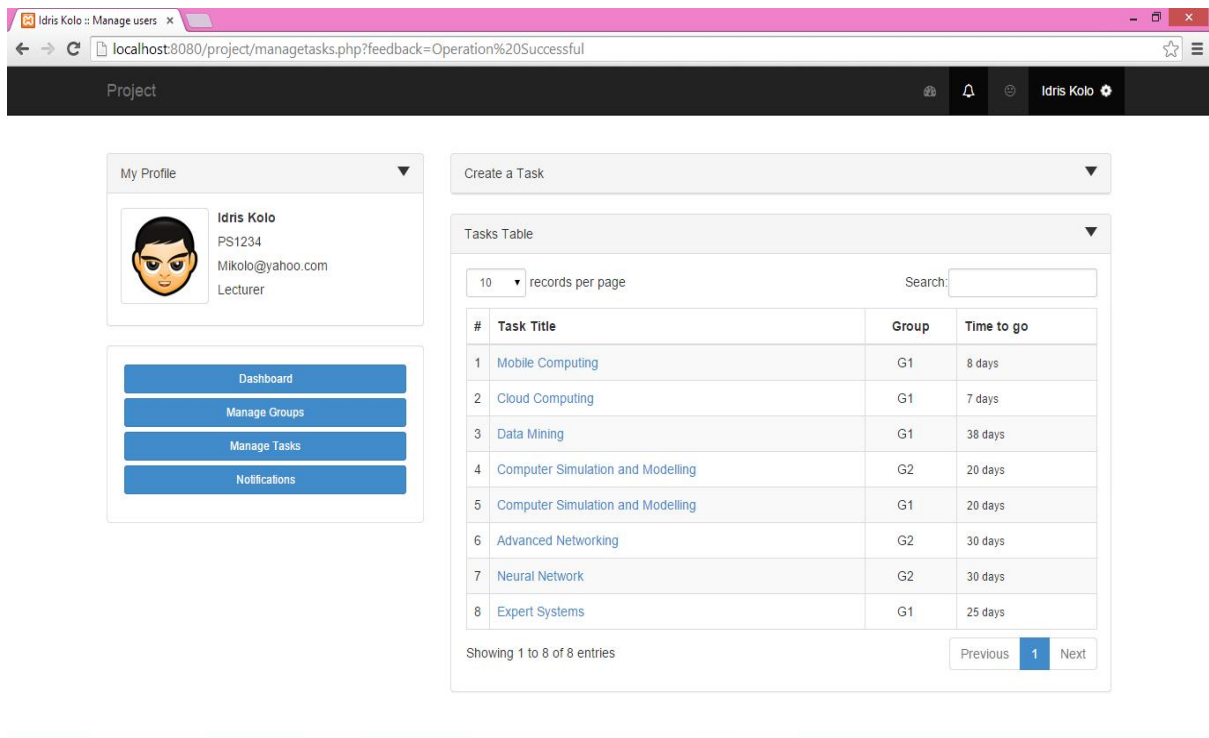 Idris Kolo :: Manage users
localhost:8080/project/managetasks.php?feedback=Operation%20Successful
Project
Idris Kolo
My Profile
Idris Kolo
PS1234
Mikolo@yahoo.com
Lecturer
Dashboard
Manage Groups
Manage Tasks
Notifications
Create a Task
Tasks Table
10 records per page Search:
# Task Title Group Time to go
1 Mobile Computing G1 8 days
2 Cloud Computing G1 7 days
3 Data Mining G1 38 days
4 Computer Simulation and Modelling G2 20 days
5 Computer Simulation and Modelling G1 20 days
6 Advanced Networking G2 30 days
7 Neural Network G2 30 days
8 Expert Systems G1 25 days
Showing 1 to 8 of 8 entries Previous 1 Next